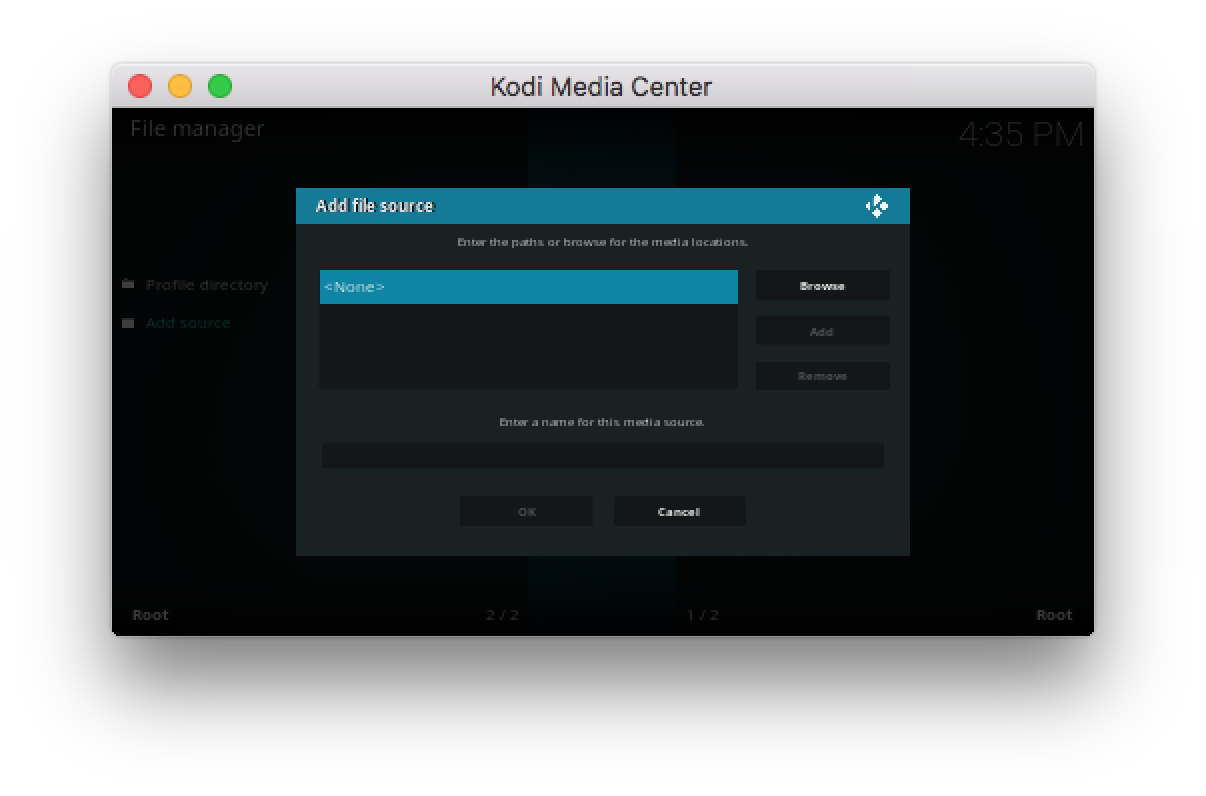 Kodi Media Center
File manager
4:35 PM
Add file source
Enter the paths or browse for the media locations.
<None>
Browse
Profile directory
Add source
Add
Remove
Enter a name for this media source.
OK
Cancel
Root
2 / 2
1 / 2
Root